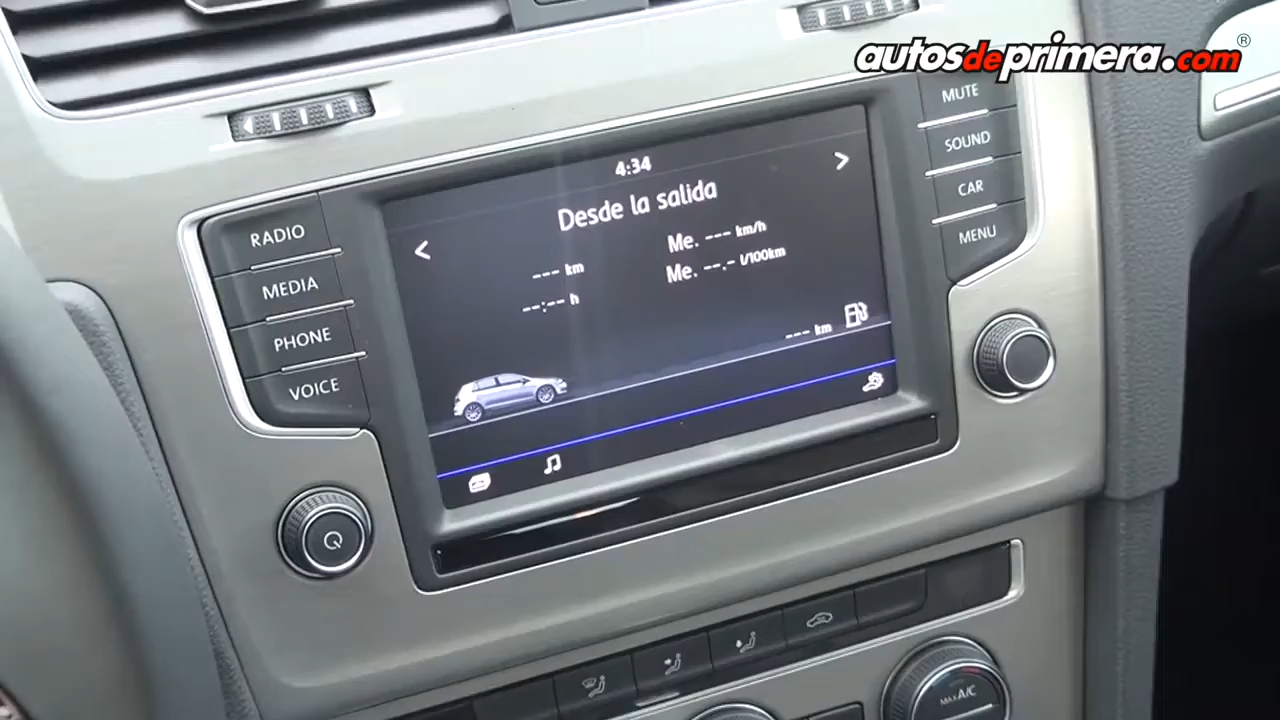 autosdeprimera.com®
MUTE
SOUND
CAR
MENU
RADIO
MEDIA
PHONE
VOICE
4:34
Desde la salida
--- km
--:-- h
Me. --- km/h
Me. --.- l/100km
--- km
MAX A/C